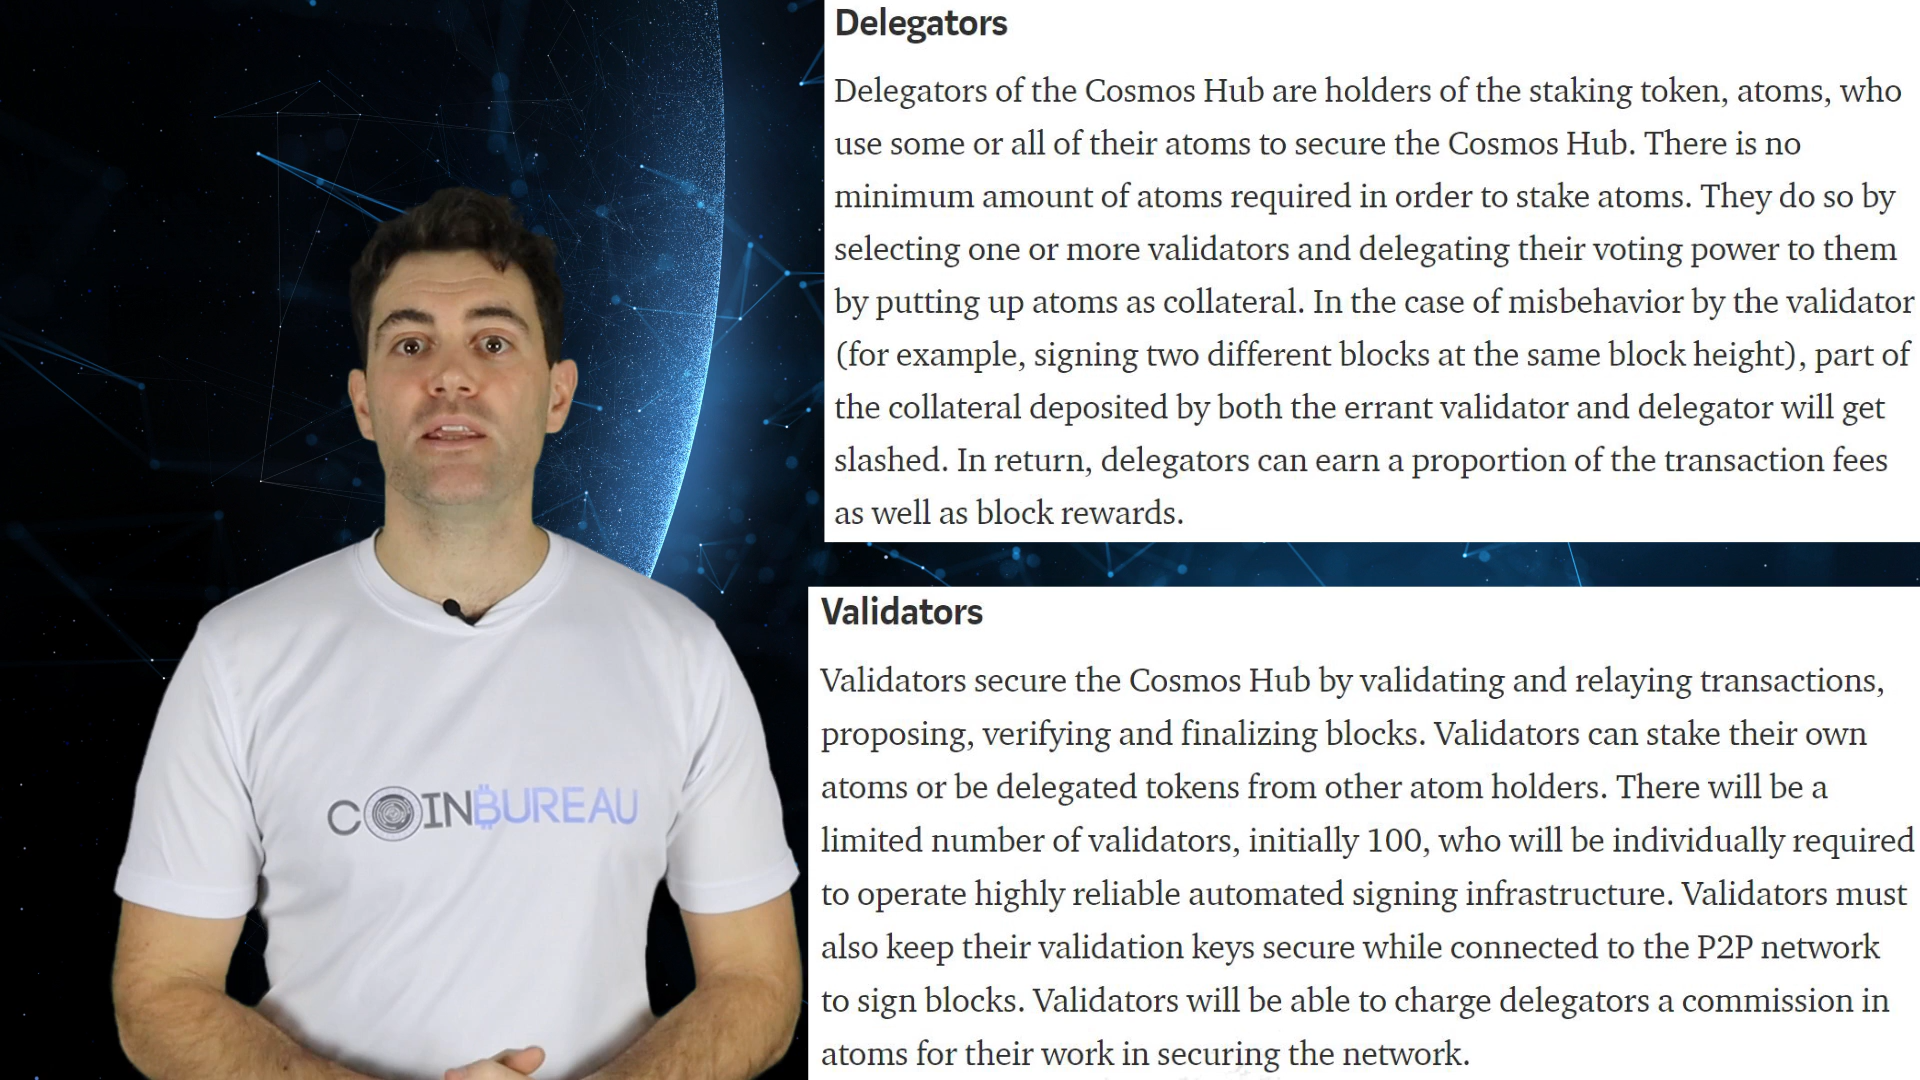 Delegators
Delegators of the Cosmos Hub are holders of the staking token, atoms, who
use some or all of their atoms to secure the Cosmos Hub. There is no
minimum amount of atoms required in order to stake atoms. They do so by
selecting one or more validators and delegating their voting power to them
by putting up atoms as collateral. In the case of misbehavior by the validator
(for example, signing two different blocks at the same block height), part of
the collateral deposited by both the errant validator and delegator will get
slashed. In return, delegators can earn a proportion of the transaction fees
as well as block rewards.
Validators
Validators secure the Cosmos Hub by validating and relaying transactions,
proposing, verifying and finalizing blocks. Validators can stake their own
atoms or be delegated tokens from other atom holders. There will be a
limited number of validators, initially 100, who will be individually required
to operate highly reliable automated signing infrastructure. Validators must
also keep their validation keys secure while connected to the P2P network
to sign blocks. Validators will be able to charge delegators a commission in
atoms for their work in securing the network.
COINBUREAU